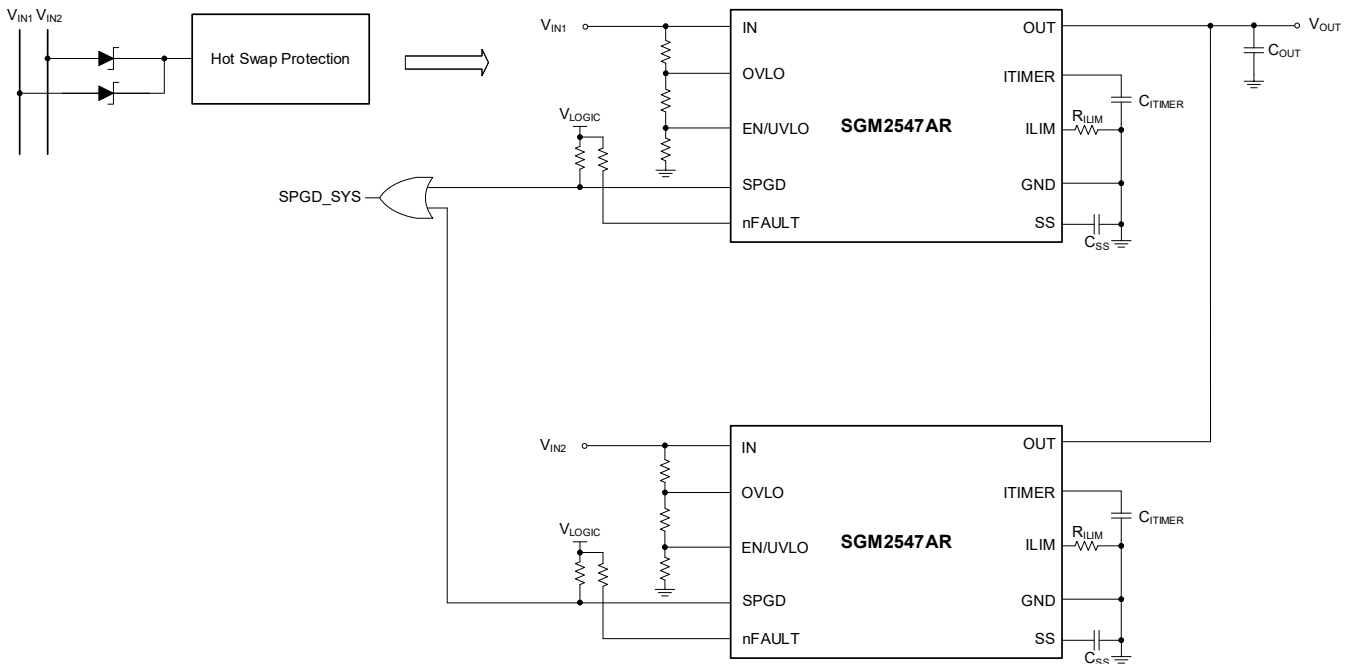 VIN1 VIN2
Hot Swap Protection
VIN1
IN
OVLO
EN/UVLO
SPGD
nFAULT
SGM2547AR
OUT
ITIMER
ILIM
GND
SS
VOUT
COUT
CITIMER
RILIM
CSS
VLOGIC
SPGD_SYS
VIN2
IN
OVLO
EN/UVLO
SPGD
nFAULT
SGM2547AR
OUT
ITIMER
ILIM
GND
SS
CITIMER
RILIM
CSS
VLOGIC